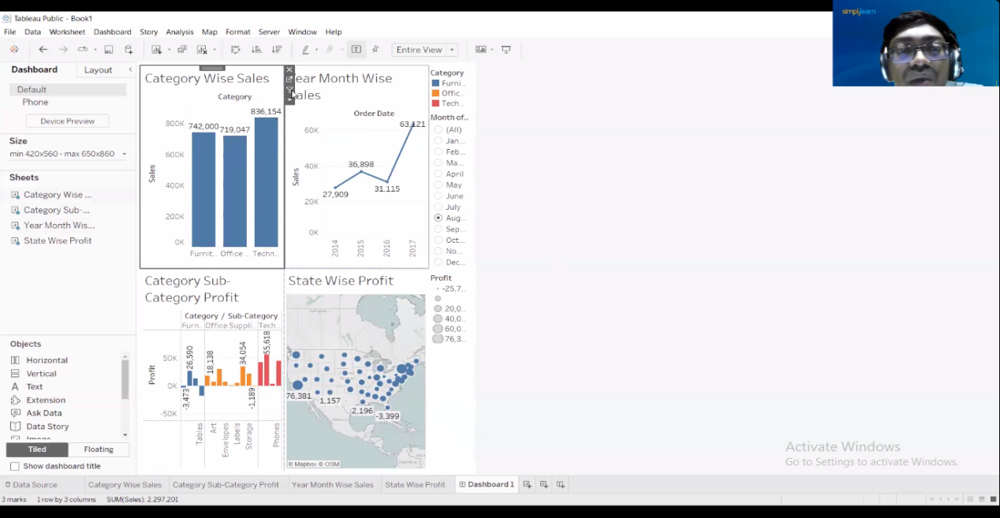 Tableau Public - Book1
simplilearn
File Data Worksheet Dashboard Story Analysis Map Format Server Window Help
Entire View
Dashboard Layout
Default
Phone
Device Preview
Size
min 420x560 - max 650x860
Sheets
Category Wise ...
Category Sub-...
Year Month Wis...
State Wise Profit
Objects
Horizontal
Vertical
A Text
Extension
Ask Data
Data Story
Image
Tiled Floating
Show dashboard title
Category Wise Sales
Category
836,154
742,000 719,047
800K
600K
400K
200K
0K
Sales
Furnit.. Office .. Techn..
Year Month Wise
Sales
Order Date
63,121
60K
36,898
40K
31,115
27,909
20K
0K
Sales
2014 2015 2016 2017
Category
Furni..
Offic..
Tech..
Month of..
(All)
Jan...
Feb...
Ma...
April
May
June
July
Aug...
Sep...
Oct...
No...
Dec...
Category Sub-
Category Profit
Category / Sub-Category
Furn.. Office Suppli.. Tech..
50K
0K
-50K
Profit
-3,473 26,590 18,138 34,054 -1,189 55,618
Tables Art Envelopes Labels Storage Phones
State Wise Profit
76,381
1,157
2,196
-3,399
© Mapbox © OSM
Profit
-25,7..
20,0..
40,0..
60,0..
76,3..
Activate Windows
Go to Settings to activate Windows.
Data Source Category Wise Sales Category Sub-Category Profit Year Month Wise Sales State Wise Profit Dashboard 1
3 marks 1 row by 3 columns SUM(Sales): 2,297,201